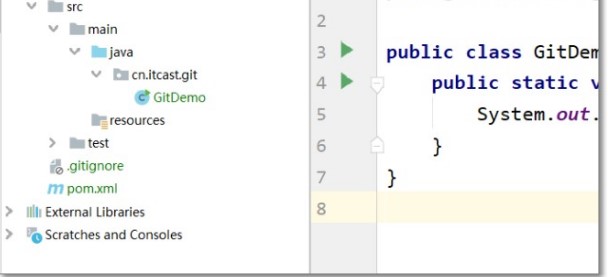 src
main
java
cn.itcast.git
GitDemo
resources
test
.gitignore
pom.xml
External Libraries
Scratches and Consoles
2
3 public class GitDem
4 public static v
5 System.out.
6 }
7 }
8